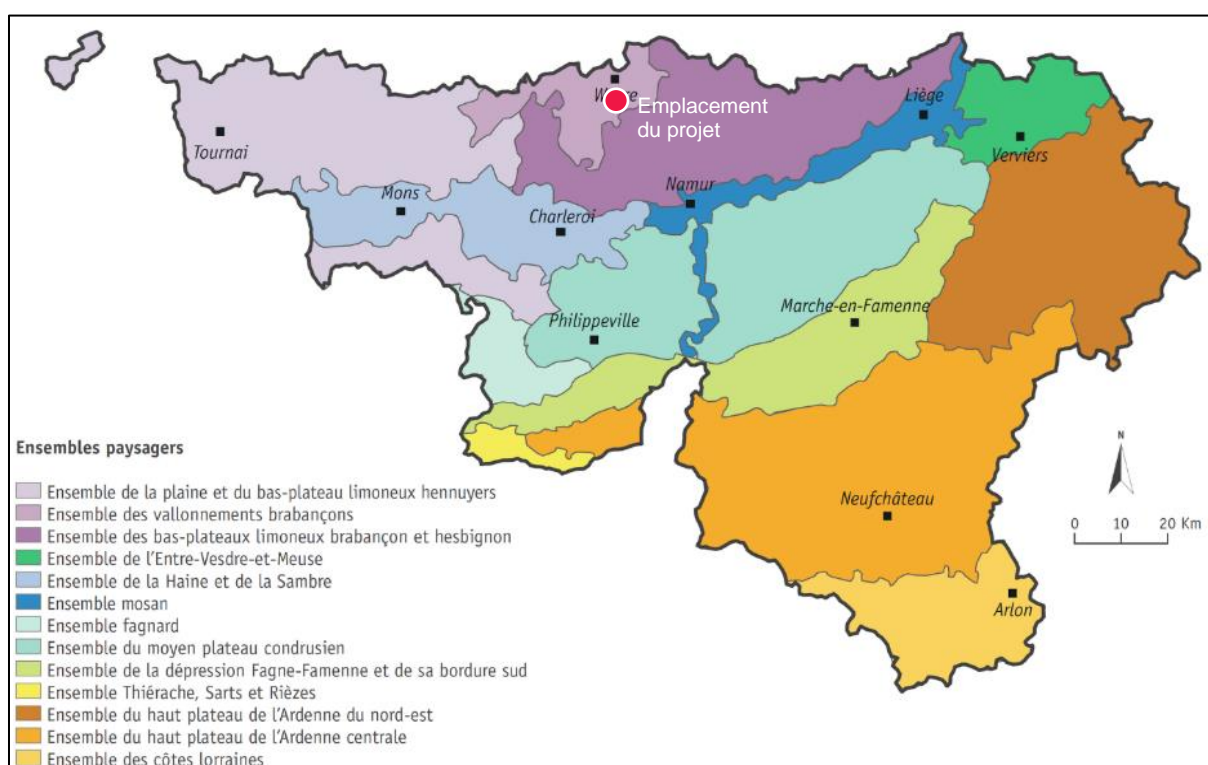 Wavre
Emplacement
du projet
Liège
Tournai
Verviers
Mons
Namur
Charleroi
Marche-en-Famenne
Philippeville
Ensembles paysagers
Ensemble de la plaine et du bas-plateau limoneux hennuyers
Ensemble des vallonnements brabançons
Ensemble des bas-plateaux limoneux brabançon et hesbignon
Ensemble de l'Entre-Vesdre-et-Meuse
Ensemble de la Haine et de la Sambre
Ensemble mosan
Ensemble fagnard
Ensemble du moyen plateau condrusien
Ensemble de la dépression Fagne-Famenne et de sa bordure sud
Ensemble Thiérache, Sarts et Rièzes
Ensemble du haut plateau de l'Ardenne du nord-est
Ensemble du haut plateau de l'Ardenne centrale
Ensemble des côtes lorraines
Neufchâteau
Arlon
N
0 10 20 Km